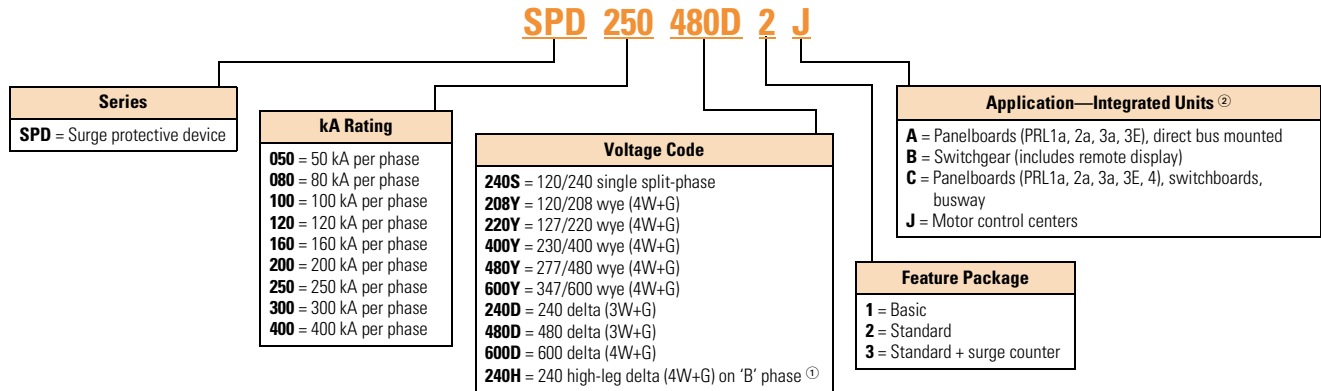 SPD 250 480D 2 J
Series
SPD = Surge protective device
kA Rating
050 = 50 kA per phase
080 = 80 kA per phase
100 = 100 kA per phase
120 = 120 kA per phase
160 = 160 kA per phase
200 = 200 kA per phase
250 = 250 kA per phase
300 = 300 kA per phase
400 = 400 kA per phase
Voltage Code
240S = 120/240 single split-phase
208Y = 120/208 wye (4W+G)
220Y = 127/220 wye (4W+G)
400Y = 230/400 wye (4W+G)
480Y = 277/480 wye (4W+G)
600Y = 347/600 wye (4W+G)
240D = 240 delta (3W+G)
480D = 480 delta (3W+G)
600D = 600 delta (4W+G)
240H = 240 high-leg delta (4W+G) on ‘B’ phase ①
Feature Package
1 = Basic
2 = Standard
3 = Standard + surge counter
Application—Integrated Units ②
A = Panelboards (PRL1a, 2a, 3a, 3E), direct bus mounted
B = Switchgear (includes remote display)
C = Panelboards (PRL1a, 2a, 3a, 3E, 4), switchboards,
busway
J = Motor control centers